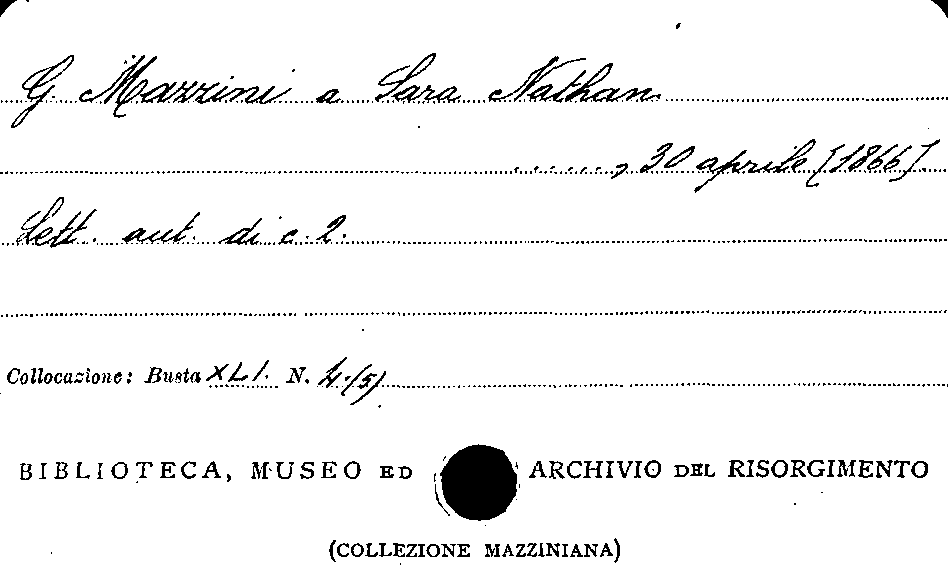 G. Mazzini a Sara Nathan.
......, 30 aprile [1866].
Lett. aut. di c. 2.
Collocazione: Busta XLI. N. 4.(5)
BIBLIOTECA, MUSEO ED ARCHIVIO DEL RISORGIMENTO
(COLLEZIONE MAZZINIANA)